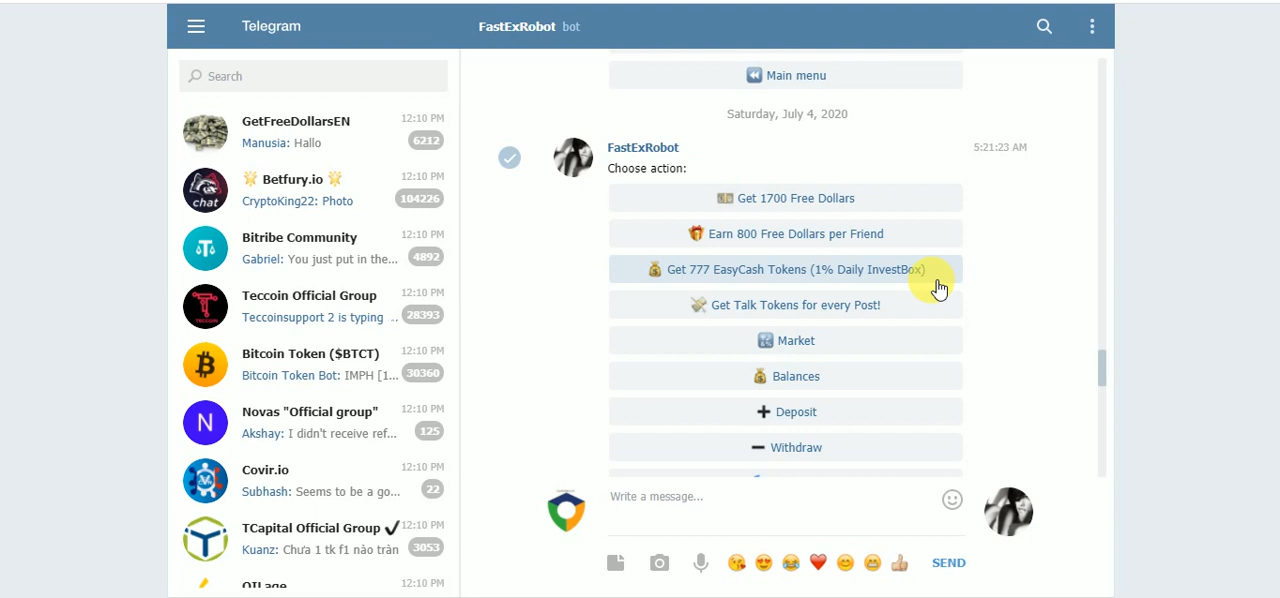 Telegram
FastExRobot bot
Search
GetFreeDollarsEN 12:10 PM
Manusia: Hallo 6212
Betfury.io 12:10 PM
CryptoKing22: Photo 104226
chat
Bitribe Community 12:10 PM
Gabriel: You just put in the... 4892
Teccoin Official Group 12:10 PM
Teccoinsupport 2 is typing .. 28393
TECCOIN
Bitcoin Token ($BTCT) 12:10 PM
Bitcoin Token Bot: IMPH [1... 30360
N
Novas "Official group" 12:10 PM
Akshay: I didn't receive ref... 125
Covir.io 12:10 PM
Subhash: Seems to be a go... 22
TCapital Official Group 12:10 PM
Kuanz: Chưa 1 tk f1 nào tràn 3053
OILage 12:10 PM
Main menu
Saturday, July 4, 2020
FastExRobot 5:21:23 AM
Choose action:
Get 1700 Free Dollars
Earn 800 Free Dollars per Friend
Get 777 EasyCash Tokens (1% Daily InvestBox)
Get Talk Tokens for every Post!
Market
Balances
Deposit
Withdraw
Write a message...
SEND